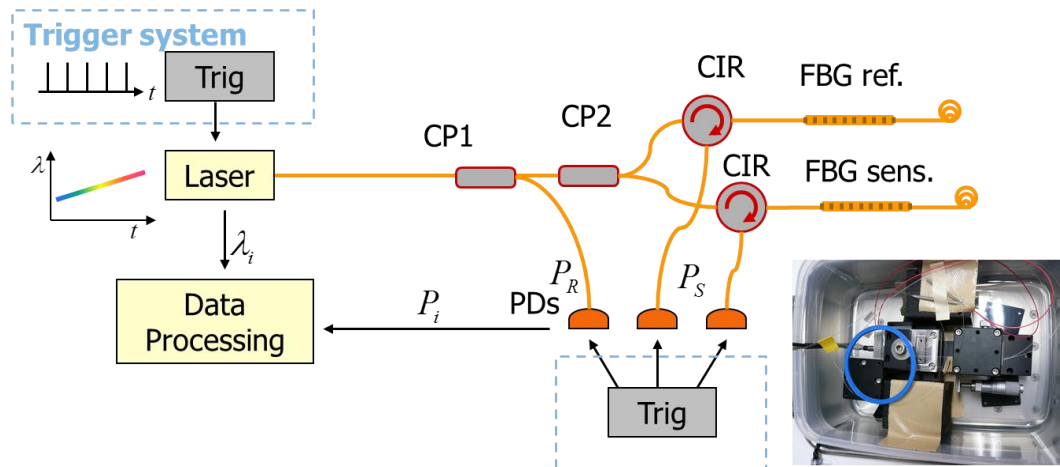 Trigger system
t
Trig
CIR
FBG ref.
CP1
CP2
λ
Laser
CIR
FBG sens.
t
λi
PR
PS
Data
Processing
Pi
PDs
Trig